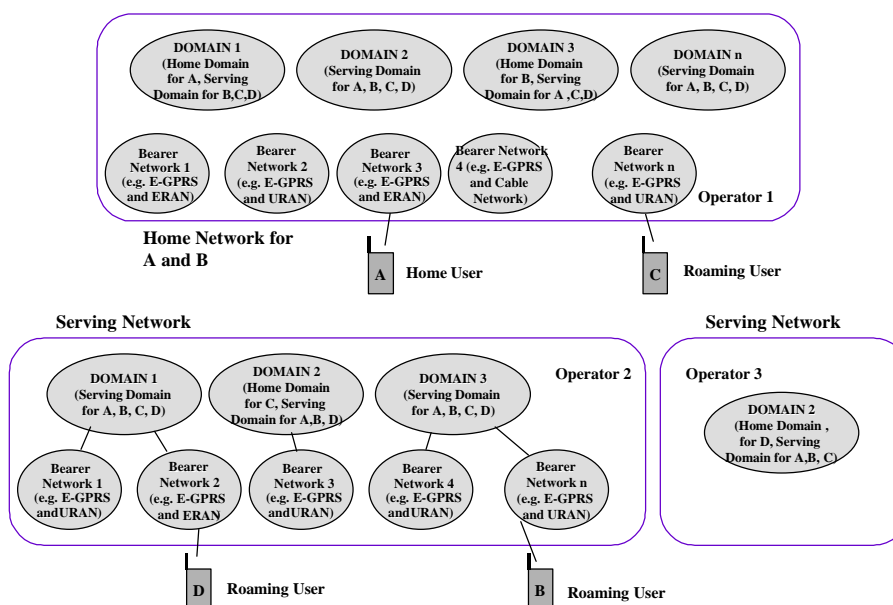 DOMAIN 1
(Home Domain
for A, Serving
Domain for B,C,D)
DOMAIN 2
(Serving Domain
for A, B, C, D)
DOMAIN 3
(Home Domain
for B, Serving
Domain for A ,C,D)
DOMAIN n
(Serving Domain
for A, B, C, D)
Bearer
Network 1
(e.g. E-GPRS
and ERAN)
Bearer
Network 2
(e.g. E-GPRS
and URAN)
Bearer
Network 3
(e.g. E-GPRS
and ERAN)
Bearer Network
4 (e.g. E-GPRS
and Cable
Network)
Bearer
Network n
(e.g. E-GPRS
and URAN)
Operator 1
Home Network for
A and B
A
Home User
C
Roaming User
Serving Network
Serving Network
DOMAIN 1
(Serving Domain
for A, B, C, D)
DOMAIN 2
(Home Domain
for C, Serving
Domain for A,B, D)
DOMAIN 3
(Serving Domain
for A, B, C, D)
Operator 2
Bearer
Network 1
(e.g. E-GPRS
andURAN)
Bearer
Network 2
(e.g. E-GPRS
and ERAN)
Bearer
Network 3
(e.g. E-GPRS
andURAN)
Bearer
Network 4
(e.g. E-GPRS
andURAN)
Bearer
Network n
(e.g. E-GPRS
and URAN)
Operator 3
DOMAIN 2
(Home Domain ,
for D, Serving
Domain for A,B, C)
D
Roaming User
B
Roaming User